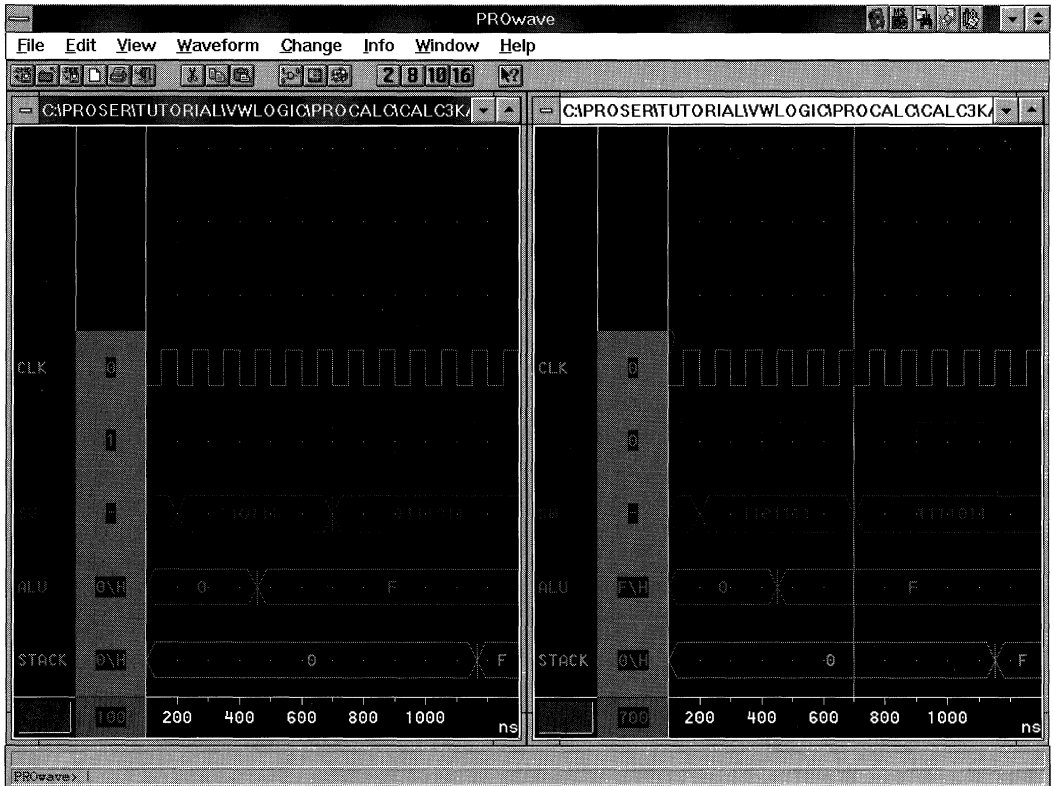 PROwave
MS
File Edit View Waveform Change Info Window Help
2 8 10 16
C:\PROSER\TUTORIAL\VWLOGIC\PROCALC\CALC3K
CLK 0
1
-
ALU 0\H 0 F
STACK 0\H 0 F
100 200 400 600 800 1000 ns
C:\PROSER\TUTORIAL\VWLOGIC\PROCALC\CALC3K
CLK 0
0
-
ALU F\H 0 F
STACK 0\H 0 F
700 200 400 600 800 1000 ns
PROwave>